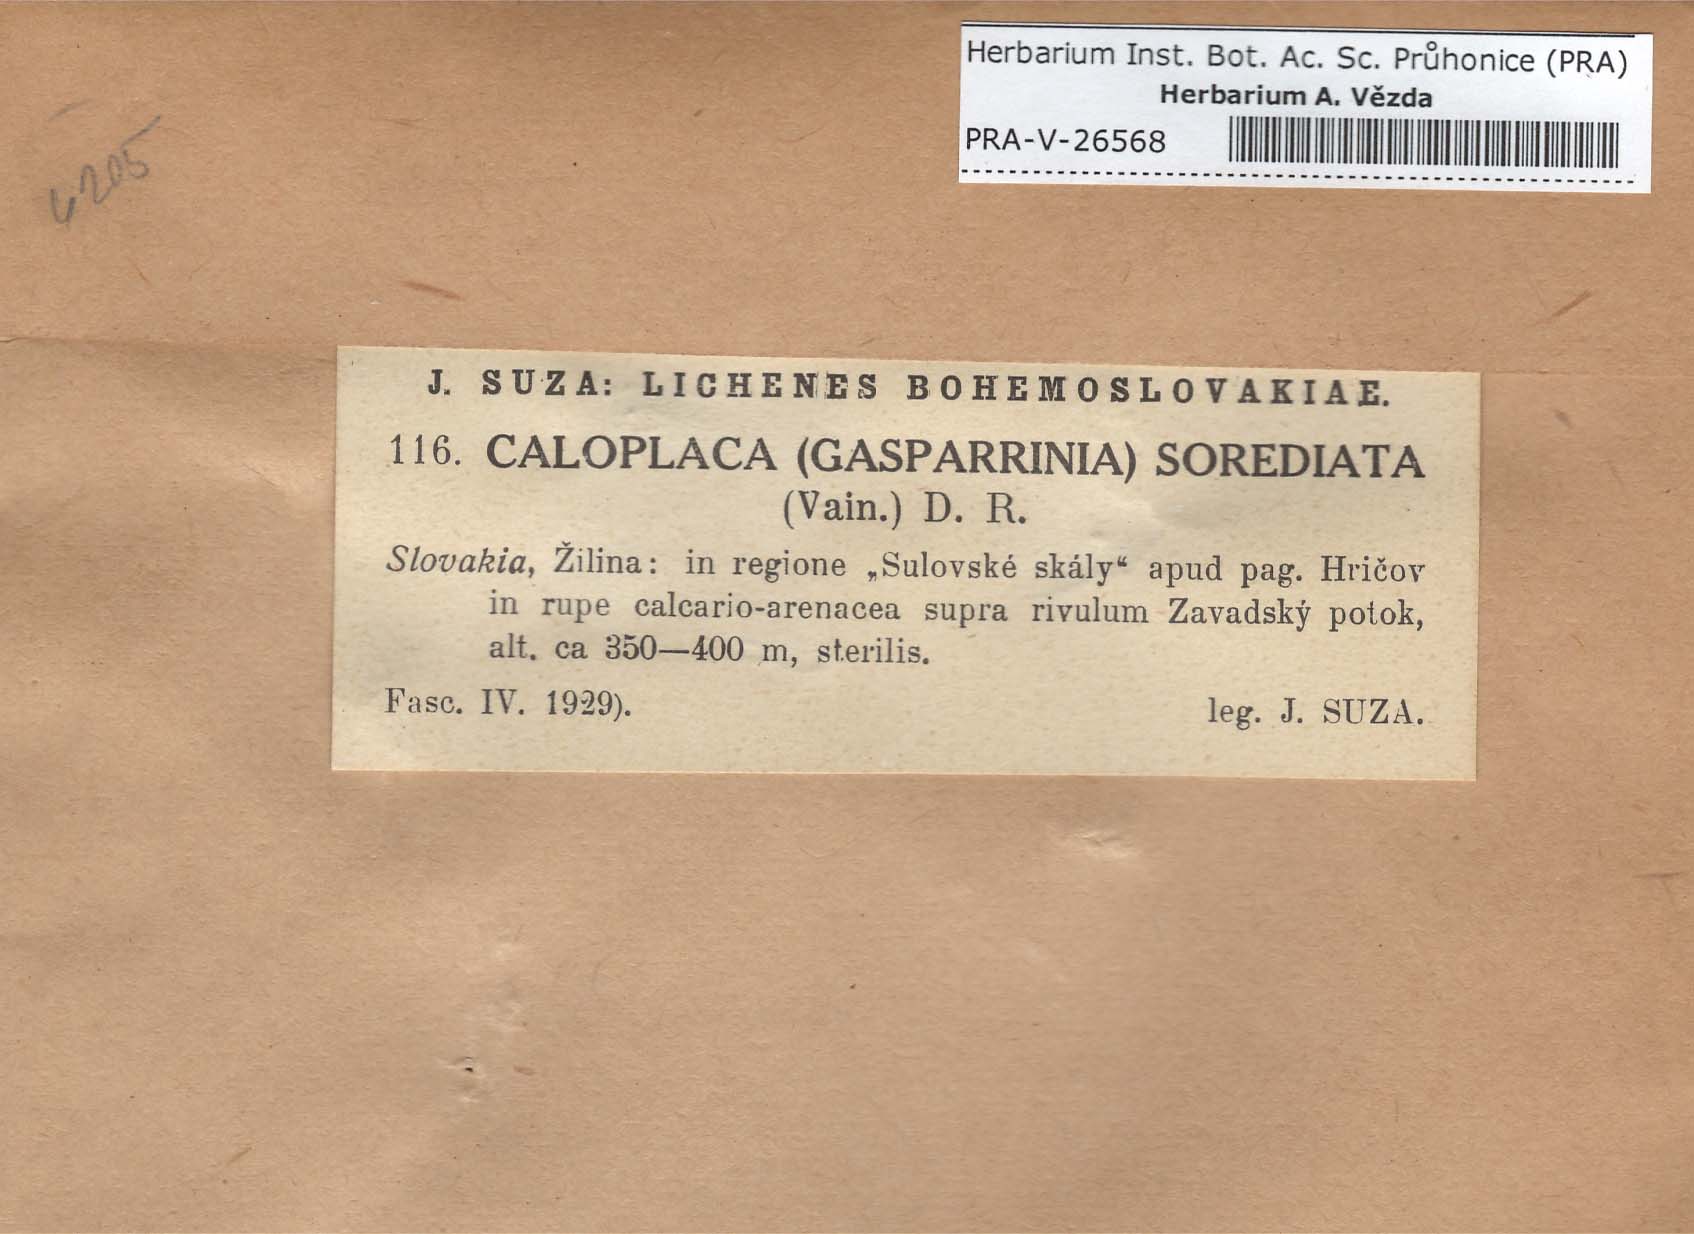 Herbarium Inst. Bot. Ac. Sc. Průhonice (PRA)
Herbarium A. Vězda
PRA-V-26568
4205
J. SUZA: LICHENES BOHEMOSLOVAKIAE.
116. CALOPLACA (GASPARRINIA) SOREDIATA
(Vain.) D. R.
Slovakia, Žilina: in regione „Sulovské skály“ apud pag. Hričov
in rupe calcario-arenacea supra rivulum Zavadský potok,
alt. ca 350—400 m, sterilis.
Fasc. IV. 1929).
leg. J. SUZA.